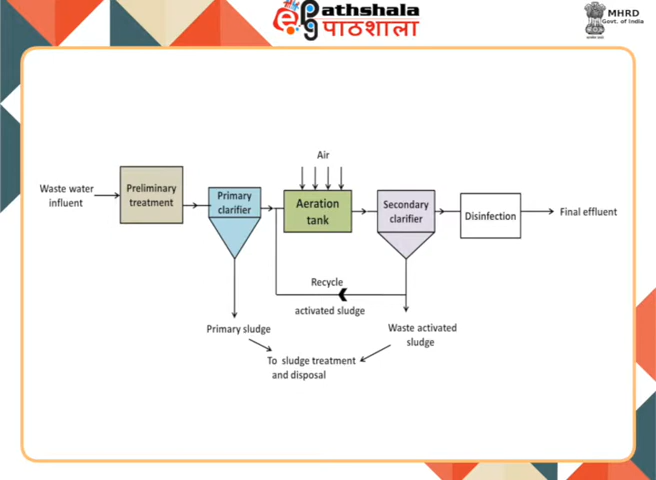 Pathshala
पाठशाला
MHRD
Govt. of India
Air
Waste water
influent
Preliminary
treatment
Primary
clarifier
Aeration
tank
Secondary
clarifier
Disinfection
Final effluent
Recycle
activated sludge
Primary sludge
Waste activated
sludge
To sludge treatment
and disposal